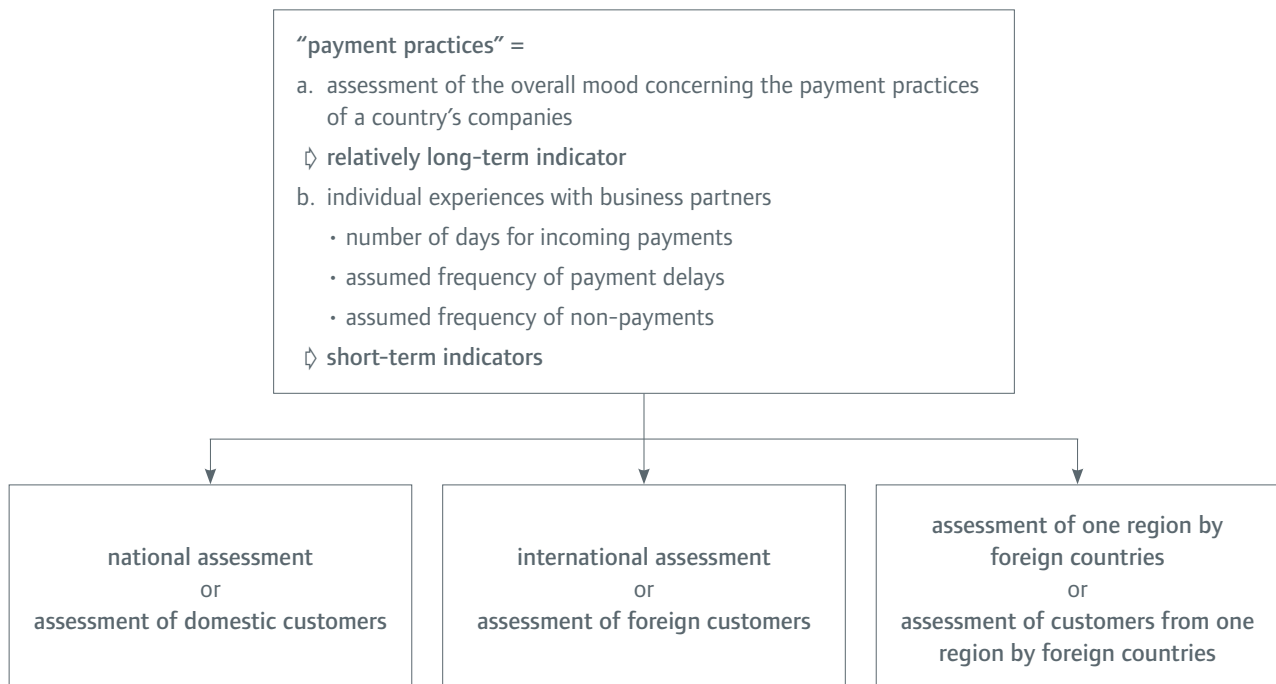 “payment practices” =
a. assessment of the overall mood concerning the payment practices
of a country’s companies
⇨ relatively long-term indicator
b. individual experiences with business partners
· number of days for incoming payments
· assumed frequency of payment delays
· assumed frequency of non-payments
⇨ short-term indicators
national assessment
or
assessment of domestic customers
international assessment
or
assessment of foreign customers
assessment of one region by
foreign countries
or
assessment of customers from one
region by foreign countries